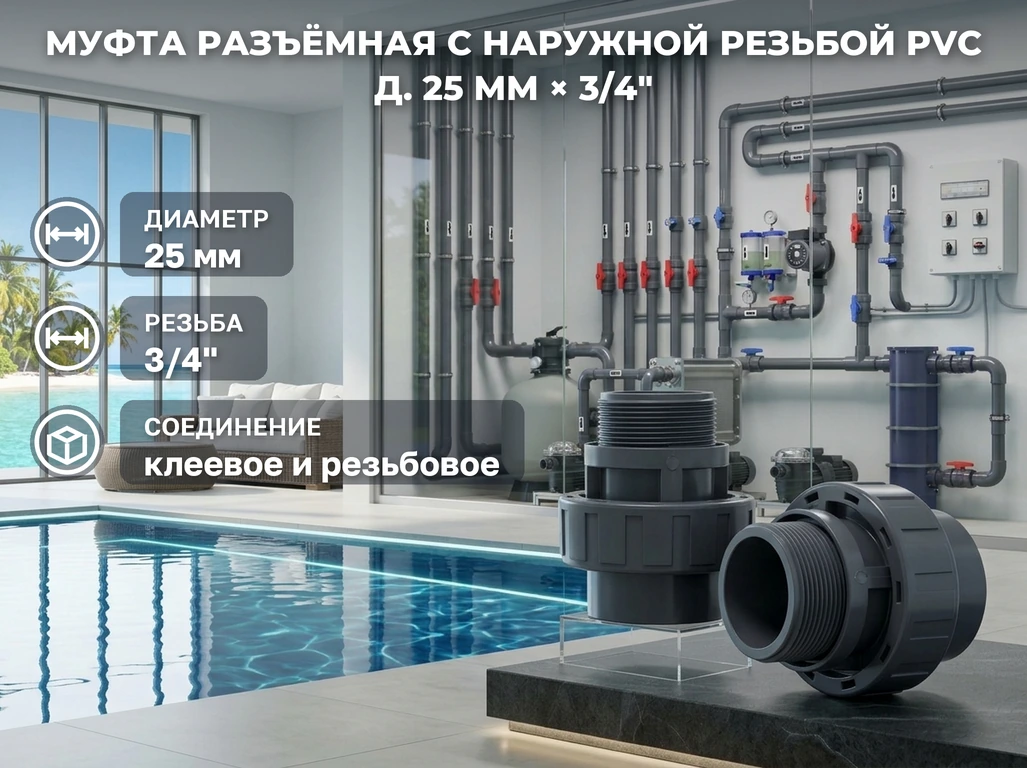 МУФТА РАЗЪЁМНАЯ С НАРУЖНОЙ РЕЗЬБОЙ PVC
Д. 25 ММ × 3/4"
ДИАМЕТР
25 мм
РЕЗЬБА
3/4"
СОЕДИНЕНИЕ
клеевое и резьбовое